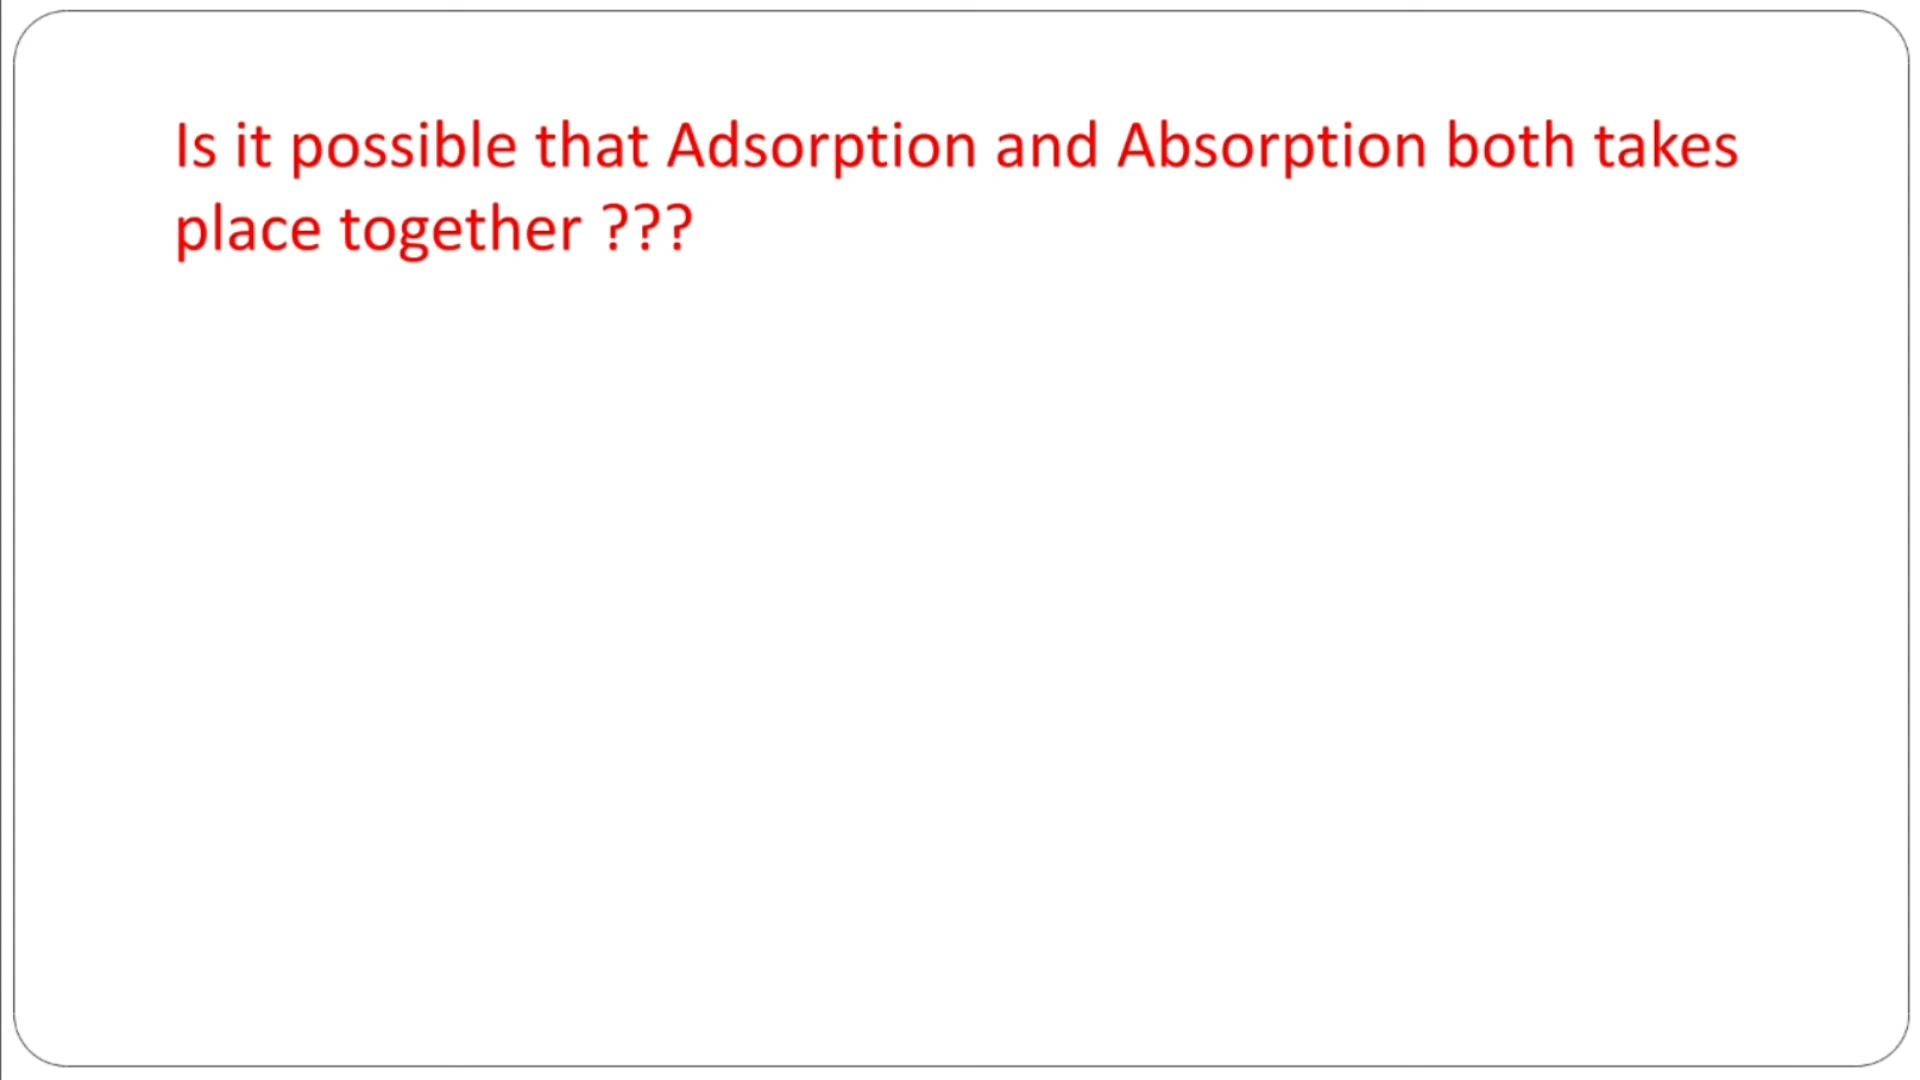 Is it possible that Adsorption and Absorption both takes
place together ???